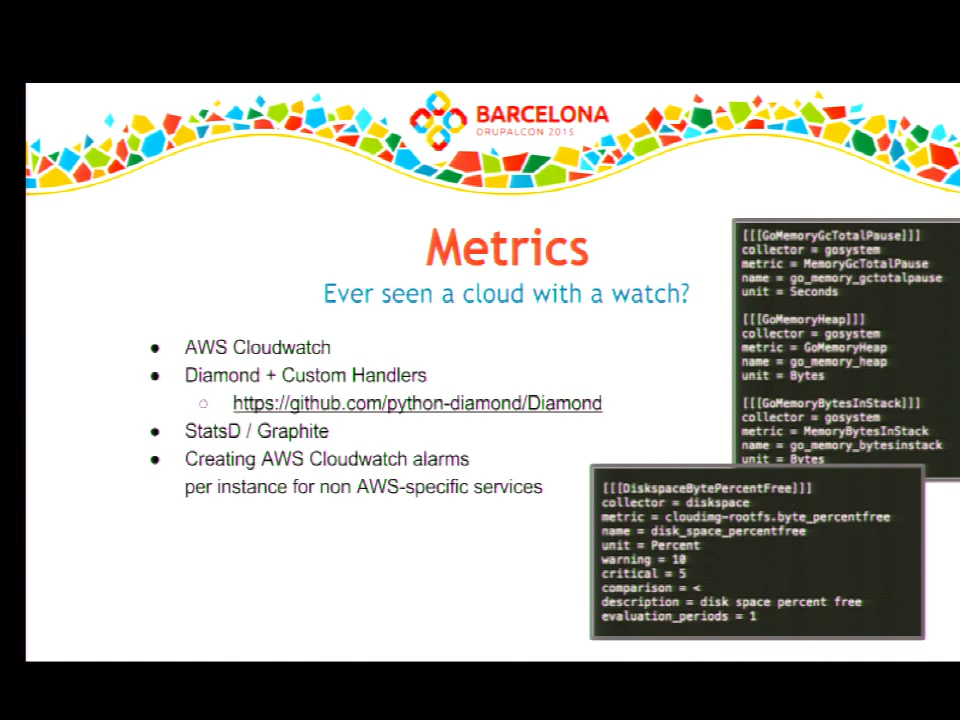 BARCELONA
DRUPALCON 2015
Metrics
Ever seen a cloud with a watch?
● AWS Cloudwatch
● Diamond + Custom Handlers
○ https://github.com/python-diamond/Diamond
● StatsD / Graphite
● Creating AWS Cloudwatch alarms
per instance for non AWS-specific services
[[[GoMemoryGcTotalPause]]]
collector = gosystem
metric = MemoryGcTotalPause
name = go_memory_gctotalpause
unit = Seconds
[[[GoMemoryHeap]]]
collector = gosystem
metric = GoMemoryHeap
name = go_memory_heap
unit = Bytes
[[[GoMemoryBytesInStack]]]
collector = gosystem
metric = MemoryBytesInStack
name = go_memory_bytesinstack
unit = Bytes
[[[DiskspaceBytePercentFree]]]
collector = diskspace
metric = cloudimg-rootfs.byte_percentfree
name = disk_space_percentfree
unit = Percent
warning = 10
critical = 5
comparison = <
description = disk space percent free
evaluation_periods = 1